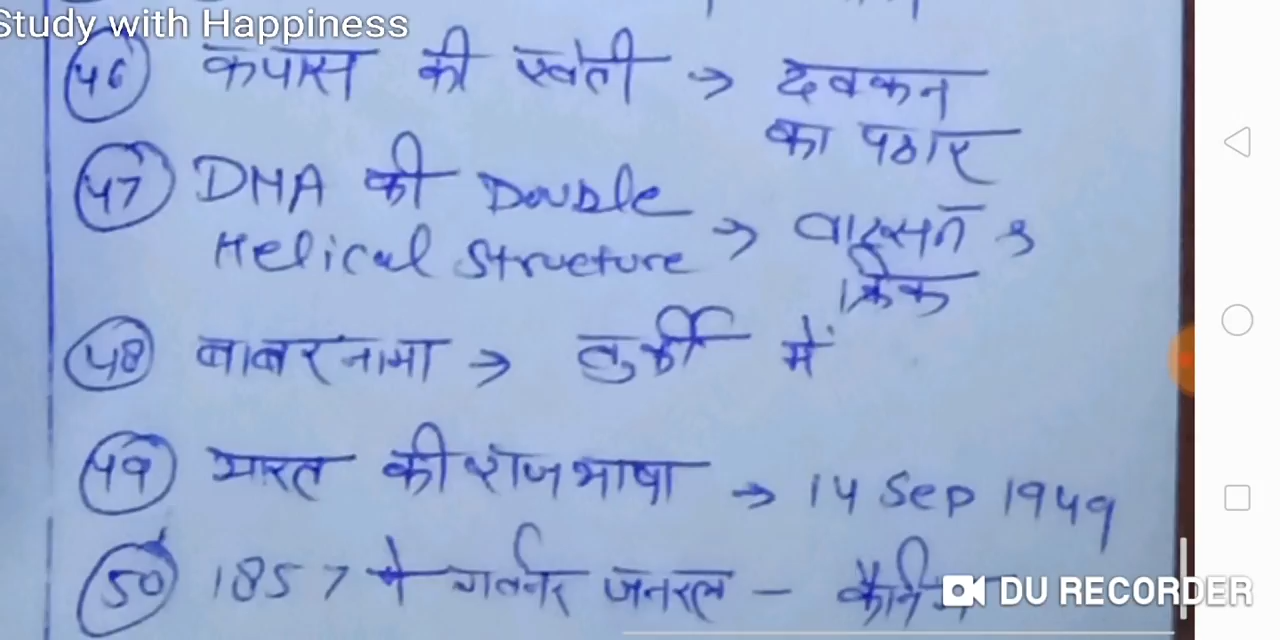 Study with Happiness
46 कपास की खेती → दक्कन
का पठार
47 DNA की Double
Helical Structure → वाटसन &
क्रिक
48 बाबरनामा → तुर्की में
49 भारत की राजभाषा → 14 Sep 1949
50 1857 में गवर्नर जनरल - कैनिंग
DU RECORDER